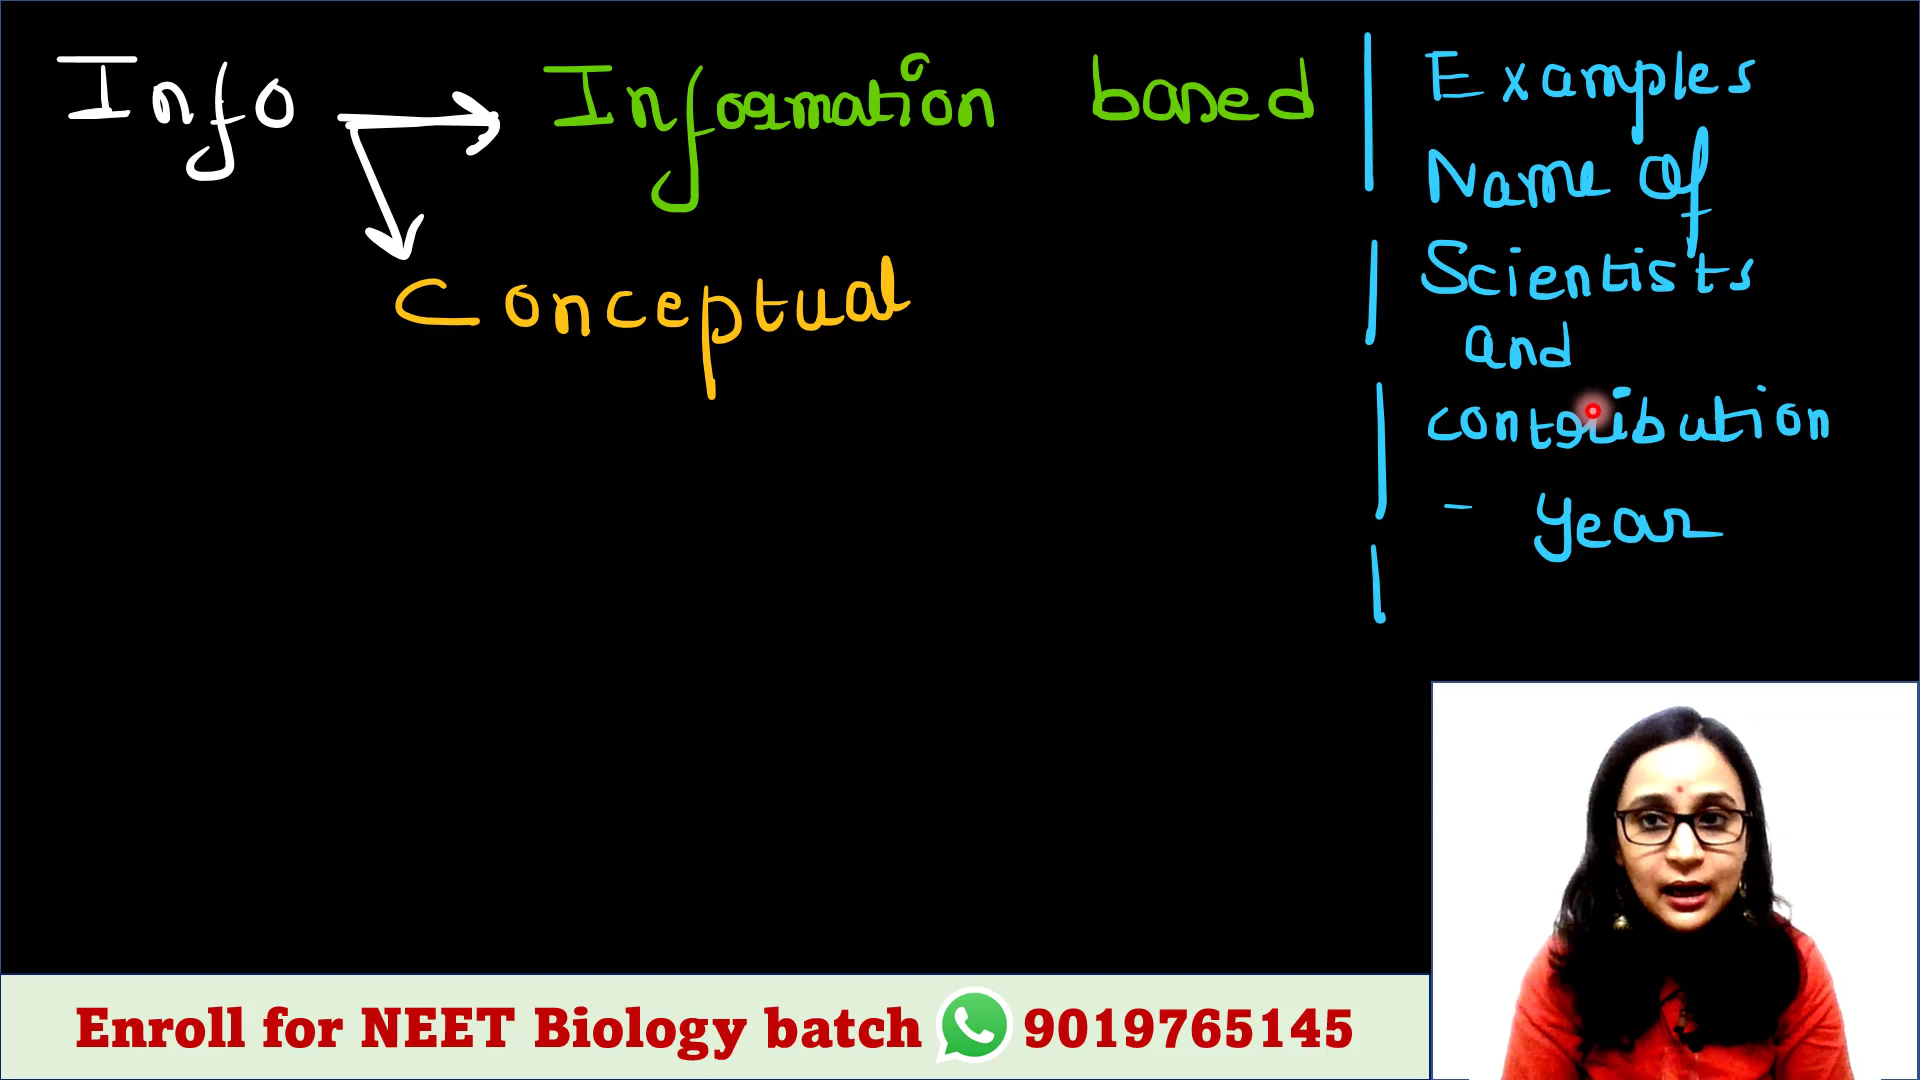 Info
Information based
Conceptual
Examples
Name of
Scientists
and
contribution
- Year
Enroll for NEET Biology batch 9019765145